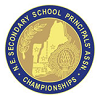 N.E. SECONDARY SCHOOL PRINCIPALS' ASSN.
CHAMPIONSHIPS